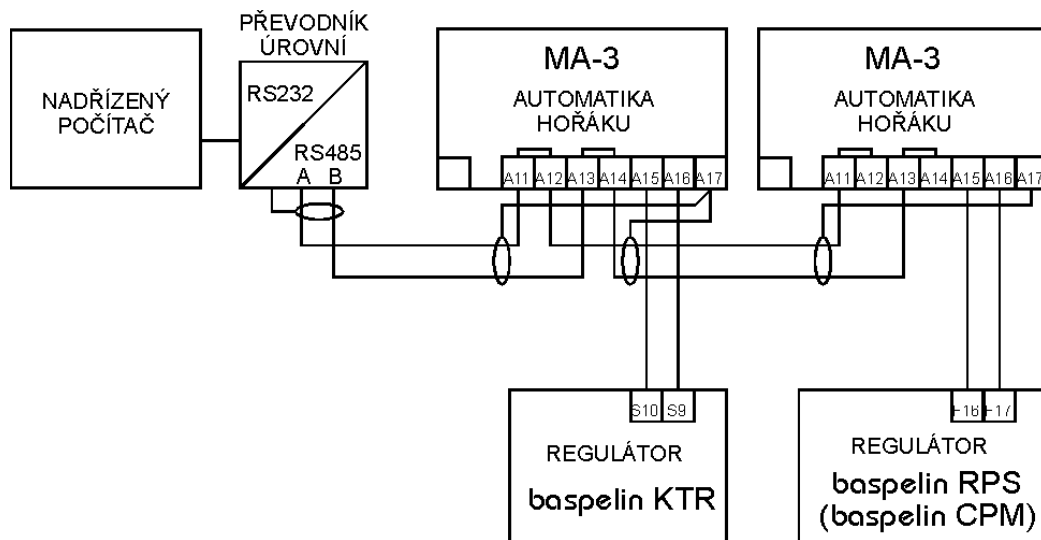 NADŘÍZENÝ
POČÍTAČ
PŘEVODNÍK
ÚROVNÍ
RS232
RS485
A B
MA-3
AUTOMATIKA
HOŘÁKU
A11 A12 A13 A14 A15 A16 A17
MA-3
AUTOMATIKA
HOŘÁKU
A11 A12 A13 A14 A15 A16 A17
S10 S9
REGULÁTOR
baspelin KTR
REGULÁTOR
baspelin RPS
(baspelin CPM)